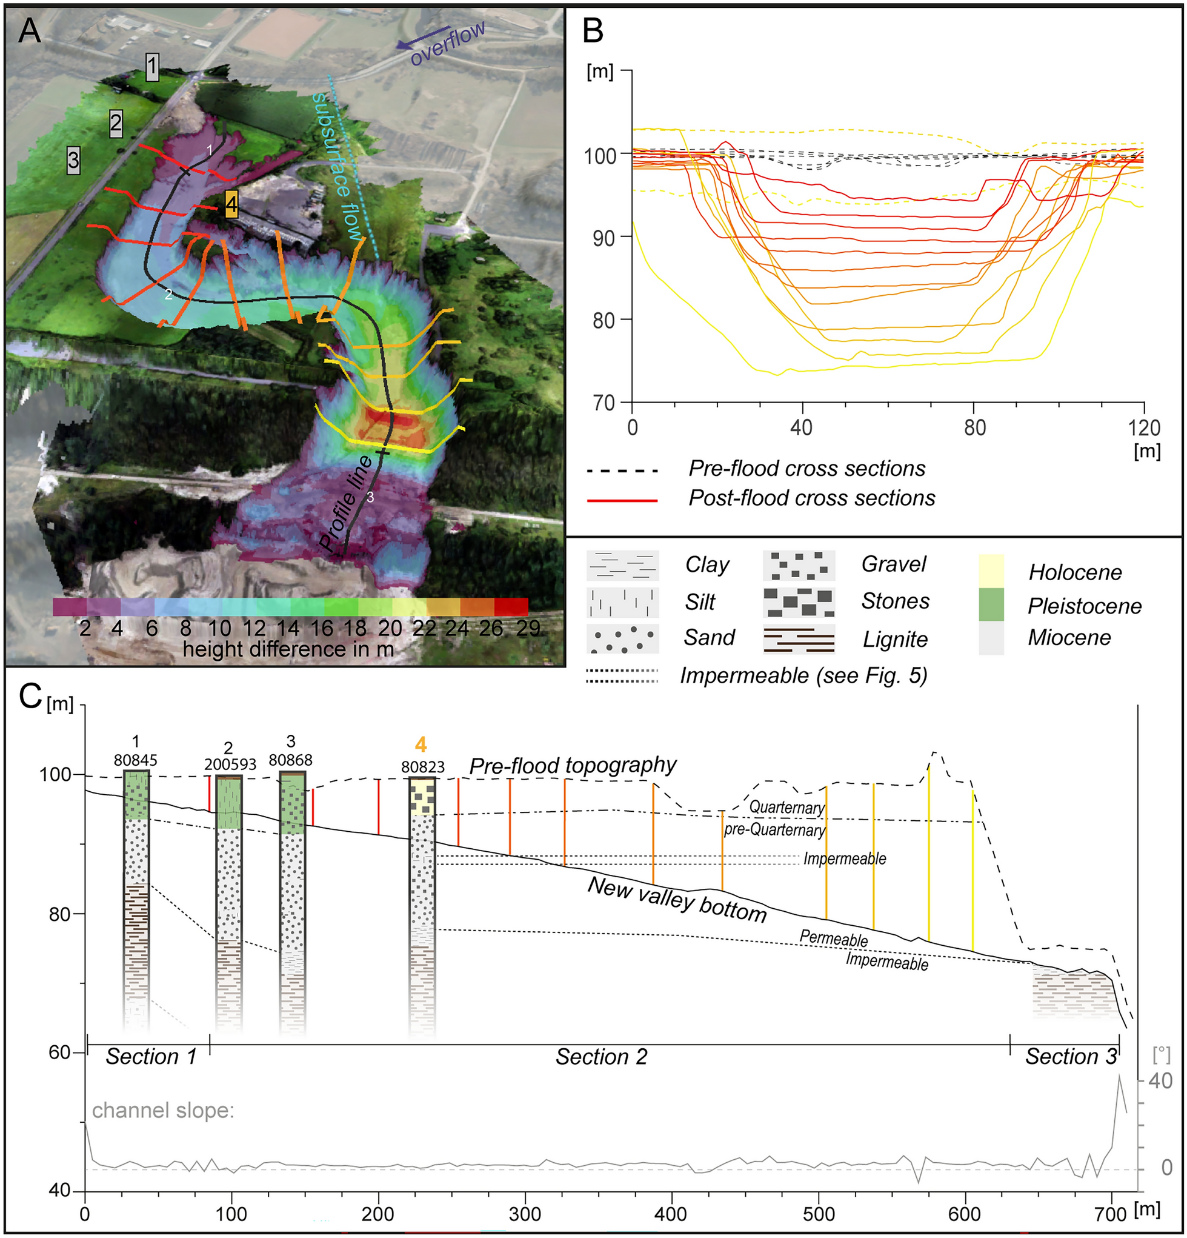 A
overflow
subsurface flow
1
2
3
4
1
2
3
Profile line
2 4 6 8 10 12 14 16 18 20 22 24 26 29
height difference in m
B
[m]
100
90
80
70
0 40 80 120
[m]
Pre-flood cross sections
Post-flood cross sections
Clay
Silt
Sand
Gravel
Stones
Lignite
Holocene
Pleistocene
Miocene
Impermeable (see Fig. 5)
C
[m]
100
80
60
40
1
80845
2
200593
3
80868
4
80823
Pre-flood topography
Quarternary
pre-Quarternary
Impermeable
New valley bottom
Permeable
Impermeable
Section 1
Section 2
Section 3
channel slope:
[°]
40
0
0 100 200 300 400 500 600 700 [m]